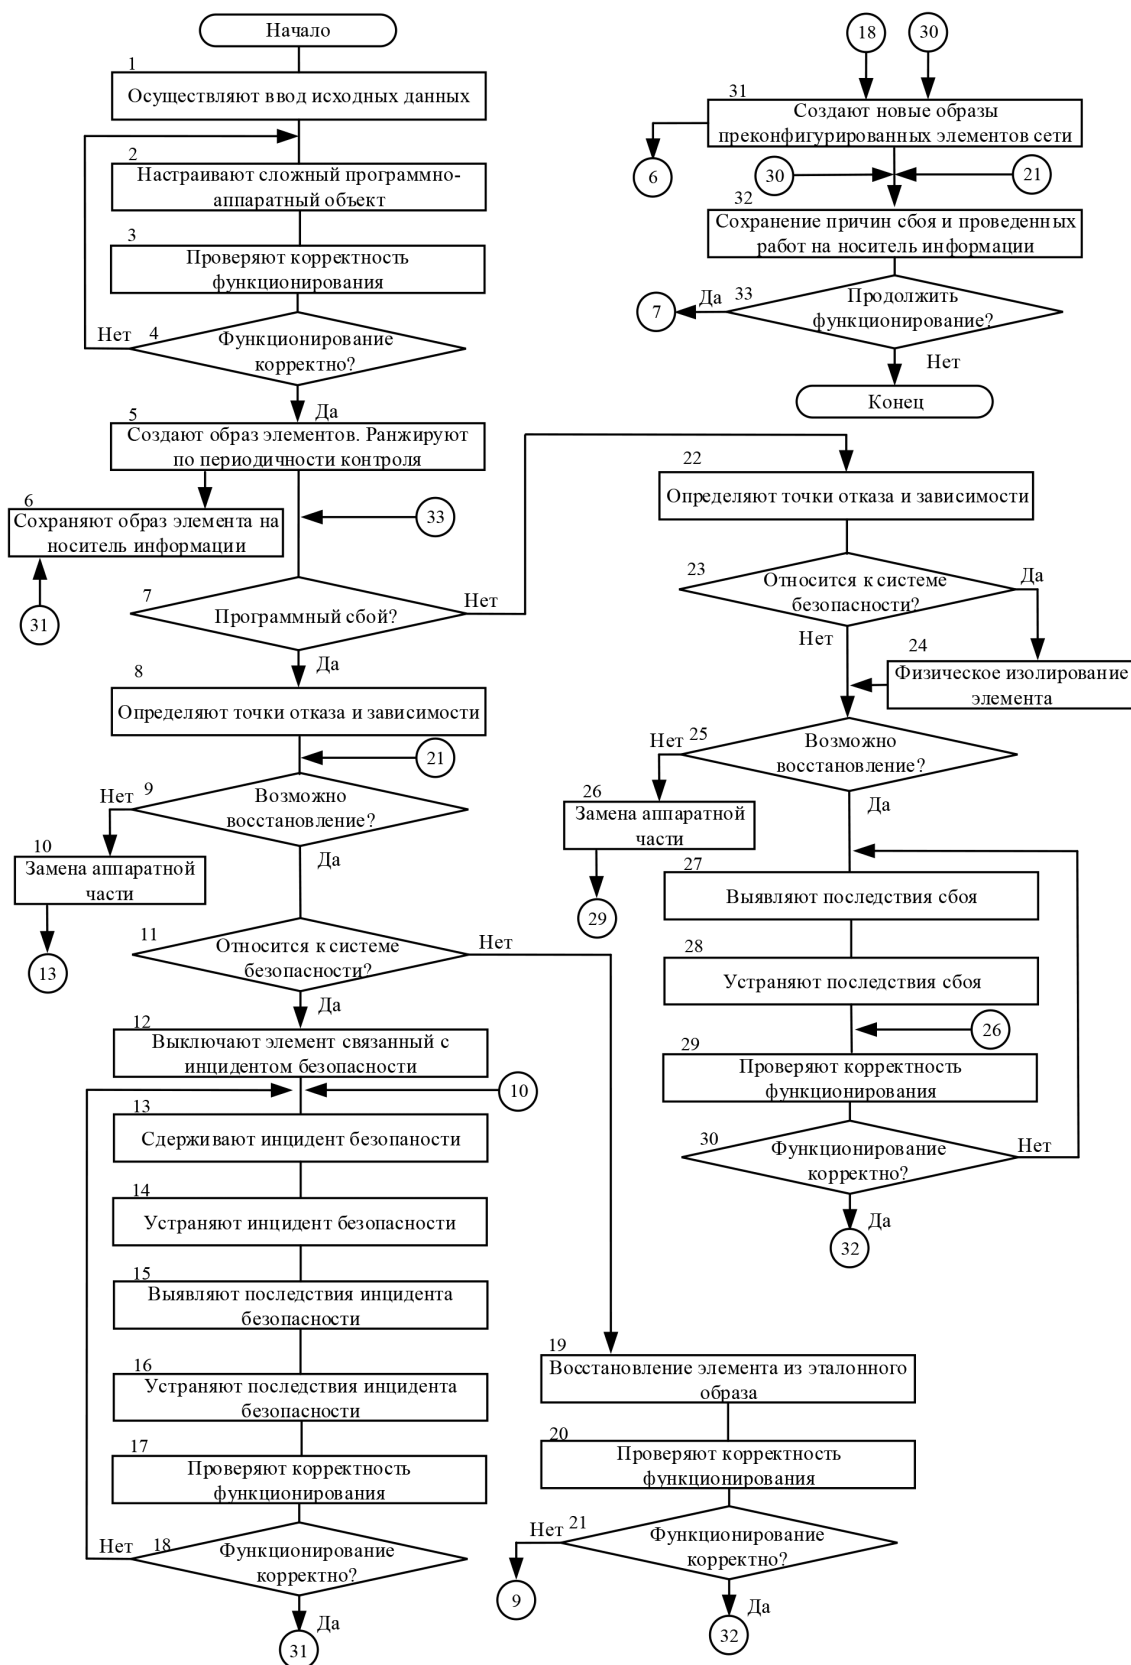 Начало
1
Осуществляют ввод исходных данных
2
Настраивают сложный программно-
аппаратный объект
3
Проверяют корректность
функционирования
Нет
4
Функционирование
корректно?
Да
5
Создают образ элементов. Ранжируют
по периодичности контроля
6
Сохраняют образ элемента на
носитель информации
33
31
7
Программный сбой?
Нет
Да
8
Определяют точки отказа и зависимости
21
Нет
9
Возможно
восстановление?
10
Замена аппаратной
части
Да
13
11
Относится к системе
безопасности?
Нет
Да
12
Выключают элемент связанный с
инцидентом безопасности
10
13
Сдерживают инцидент безопаности
14
Устраняют инцидент безопасности
15
Выявляют последствия инцидента
безопасности
16
Устраняют последствия инцидента
безопасности
17
Проверяют корректность
функционирования
Нет
18
Функционирование
корректно?
Да
31
19
Восстановление элемента из эталонного
образа
20
Проверяют корректность
функционирования
Нет
21
Функционирование
корректно?
9
Да
32
18
30
31
Создают новые образы
преконфигурированных элементов сети
6
30
21
32
Сохранение причин сбоя и проведенных
работ на носитель информации
7
Да
33
Продолжить
функционирование?
Нет
Конец
22
Определяют точки отказа и зависимости
23
Относится к системе
безопасности?
Да
Нет
24
Физическое изолирование
элемента
Нет
25
Возможно
восстановление?
26
Замена аппаратной
части
Да
29
27
Выявляют последствия сбоя
28
Устраняют последствия сбоя
26
29
Проверяют корректность
функционирования
30
Функционирование
корректно?
Нет
Да
32